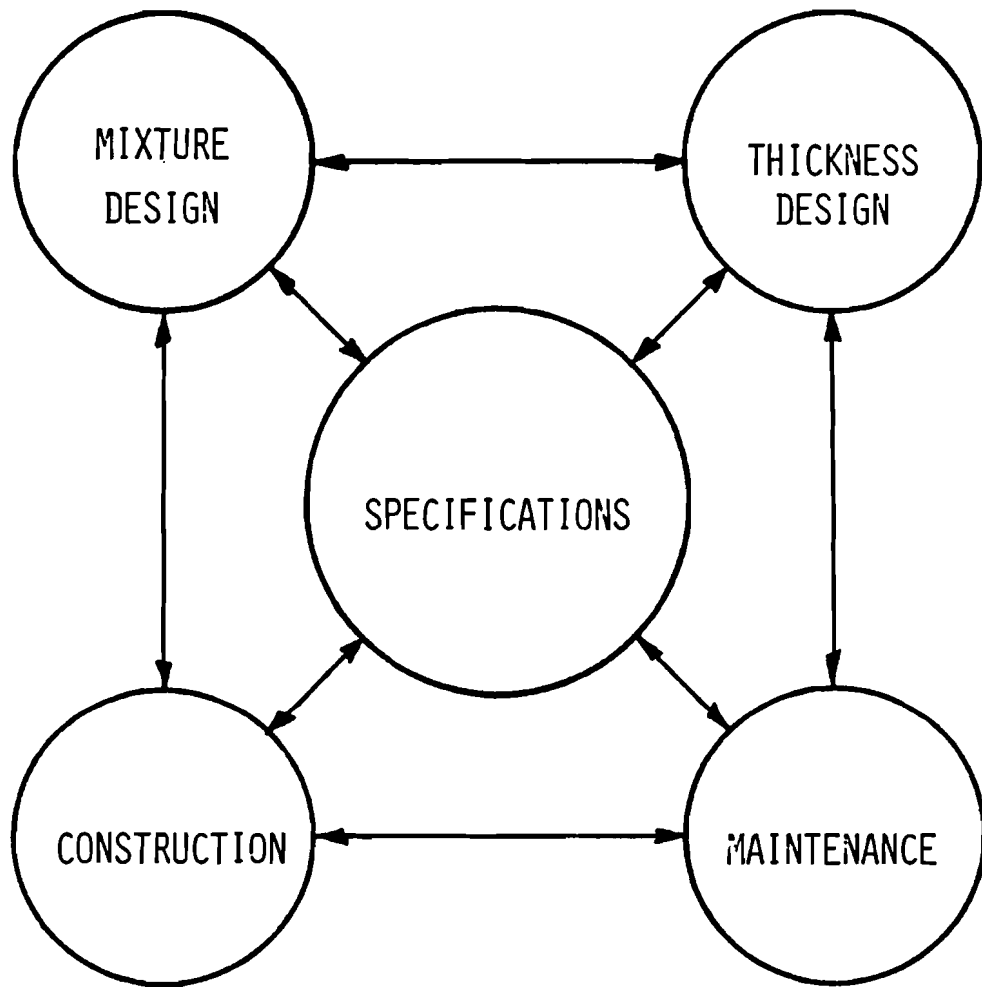 MIXTURE
DESIGN
THICKNESS
DESIGN
SPECIFICATIONS
CONSTRUCTION
MAINTENANCE